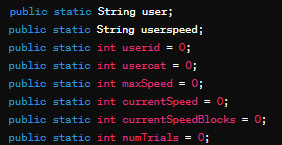 public static String user;
public static String userspeed;
public static int userid = 0;
public static int usercat = 0;
public static int maxSpeed = 0;
public static int currentSpeed = 0;
public static int currentSpeedBlocks = 0;
public static int numTrials = 0;